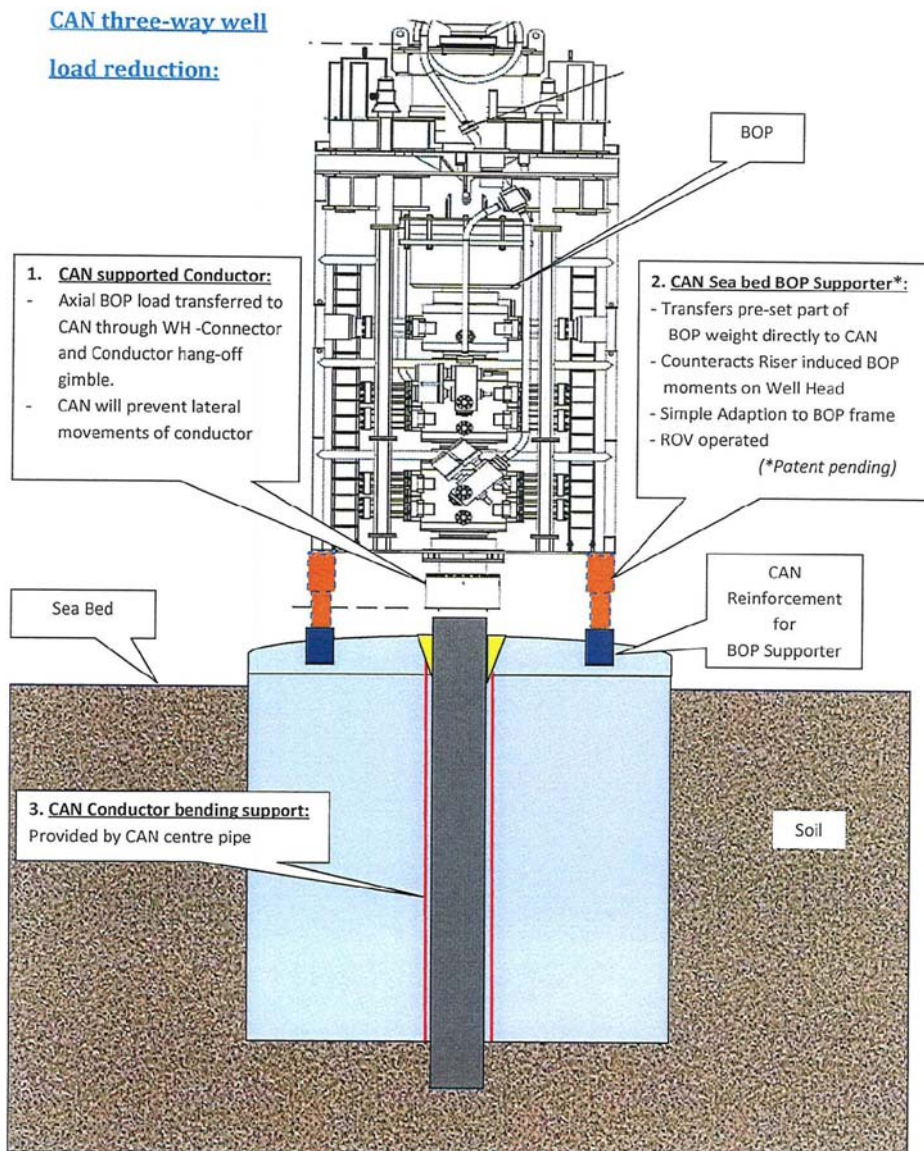 CAN three-way well
load reduction:
BOP
1. CAN supported Conductor:
- Axial BOP load transferred to
CAN through WH -Connector
and Conductor hang-off
gimble.
- CAN will prevent lateral
movements of conductor
2. CAN Sea bed BOP Supporter*:
- Transfers pre-set part of
BOP weight directly to CAN
- Counteracts Riser induced BOP
moments on Well Head
- Simple Adaption to BOP frame
- ROV operated
(*Patent pending)
Sea Bed
CAN
Reinforcement
for
BOP Supporter
3. CAN Conductor bending support:
Provided by CAN centre pipe
Soil